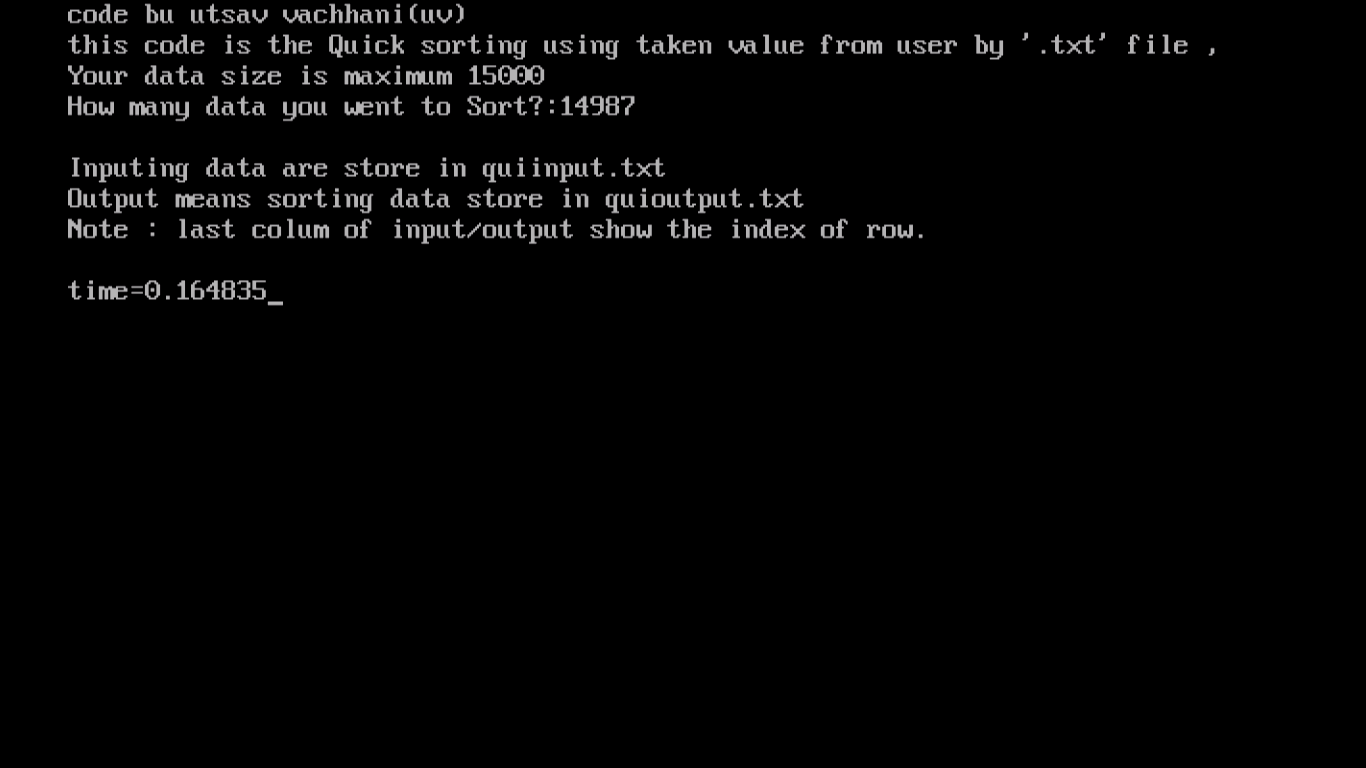 code bu utsav vachhani(uv)
this code is the Quick sorting using taken value from user by '.txt' file ,
Your data size is maximum 15000
How many data you went to Sort?:14987
Inputing data are store in quiinput.txt
Output means sorting data store in quioutput.txt
Note : last colum of input/output show the index of row.
time=0.164835_